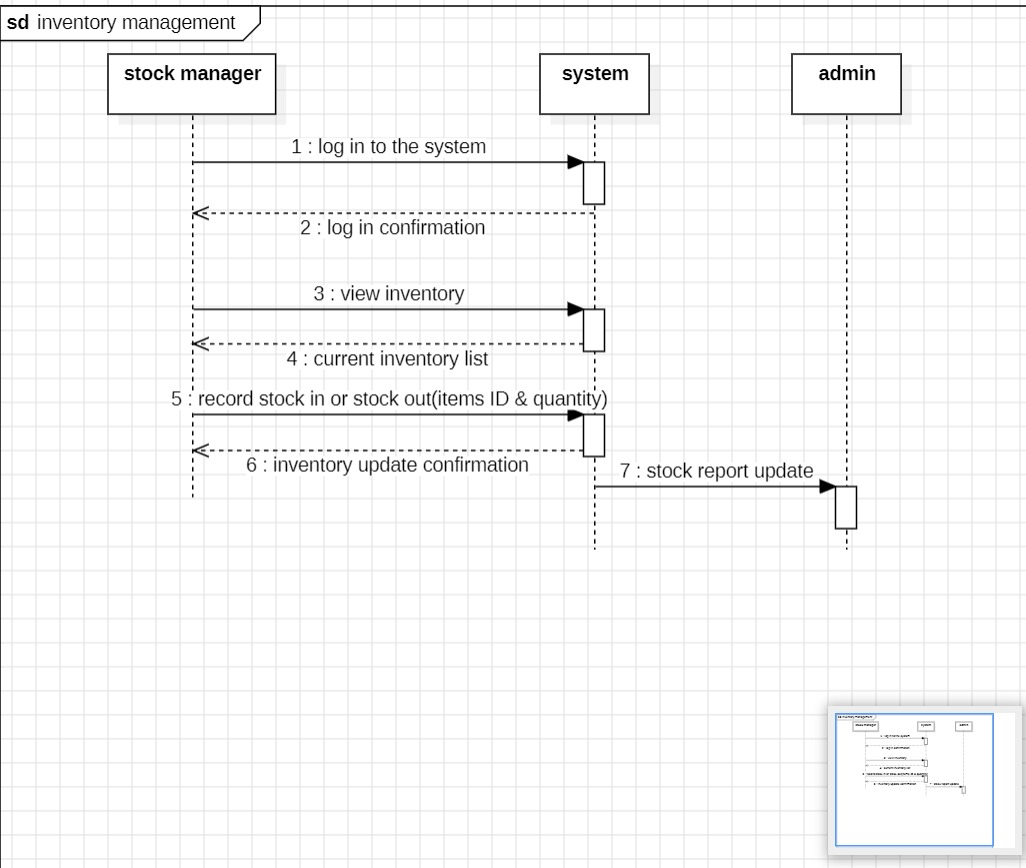 sd inventory management
stock manager
system
admin
1 : log in to the system
2 : log in confirmation
3 : view inventory
4 : current inventory list
5 : record stock in or stock out(items ID & quantity)
6 : inventory update confirmation
7 : stock report update